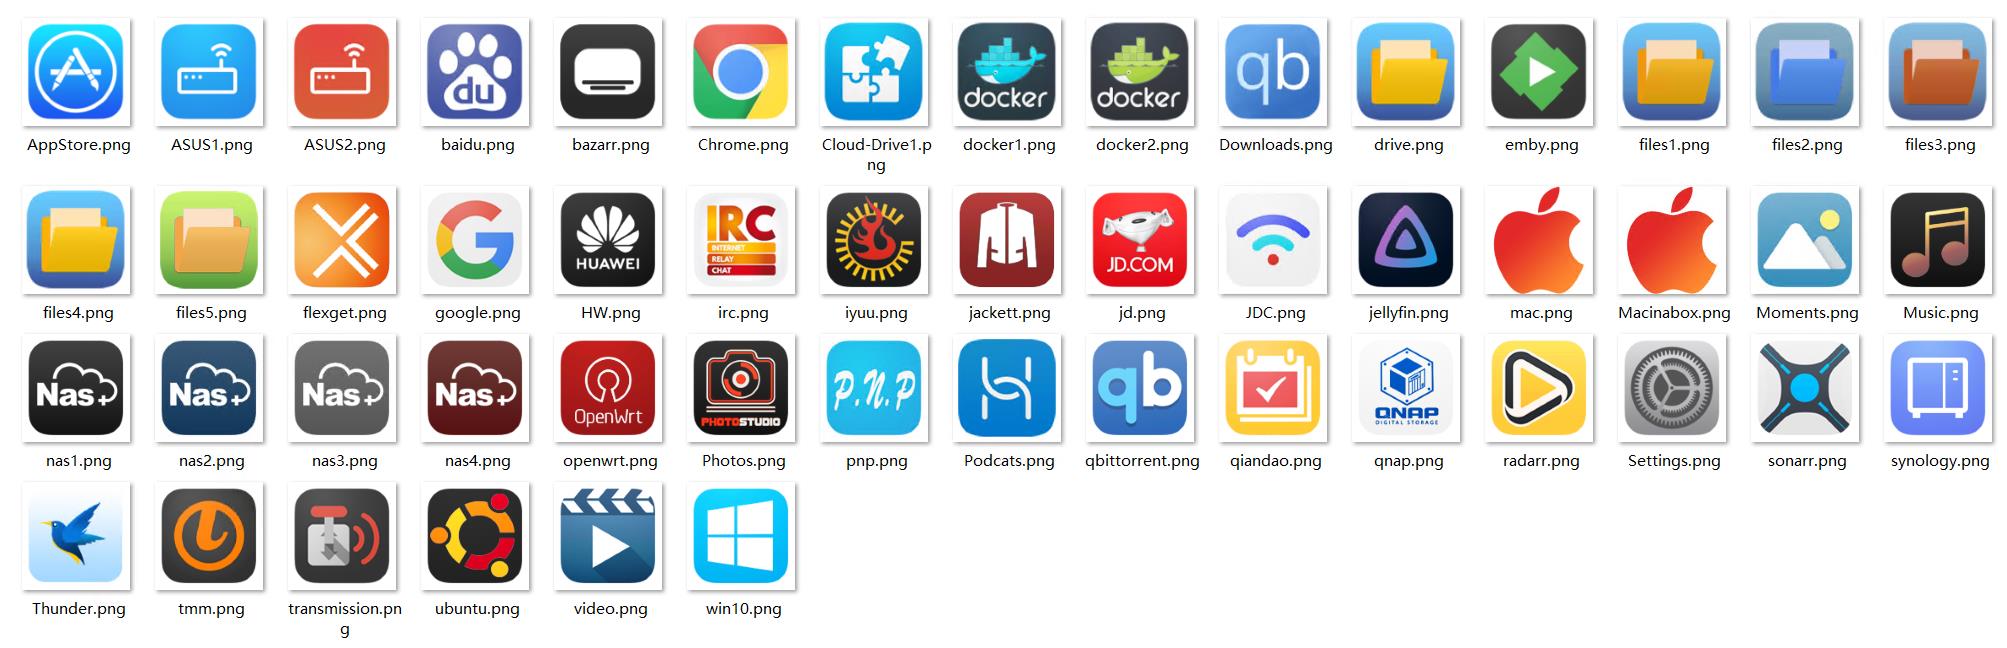 du
docker
docker
qb
AppStore.png
ASUS1.png
ASUS2.png
baidu.png
bazarr.png
Chrome.png
Cloud-Drive1.p
ng
docker1.png
docker2.png
Downloads.png
drive.png
emby.png
files1.png
files2.png
files3.png
HUAWEI
IRC
INTERNET
RELAY
CHAT
JD.COM
files4.png
files5.png
flexget.png
google.png
HW.png
irc.png
iyuu.png
jackett.png
jd.png
JDC.png
jellyfin.png
mac.png
Macinabox.png
Moments.png
Music.png
Nas+
Nas+
Nas+
Nas+
OpenWrt
PHOTOSTUDIO
P.N.P
qb
QNAP
DIGITAL STORAGE
nas1.png
nas2.png
nas3.png
nas4.png
openwrt.png
Photos.png
pnp.png
Podcats.png
qbittorrent.png
qiandao.png
qnap.png
radarr.png
Settings.png
sonarr.png
synology.png
Thunder.png
tmm.png
transmission.pn
g
ubuntu.png
video.png
win10.png